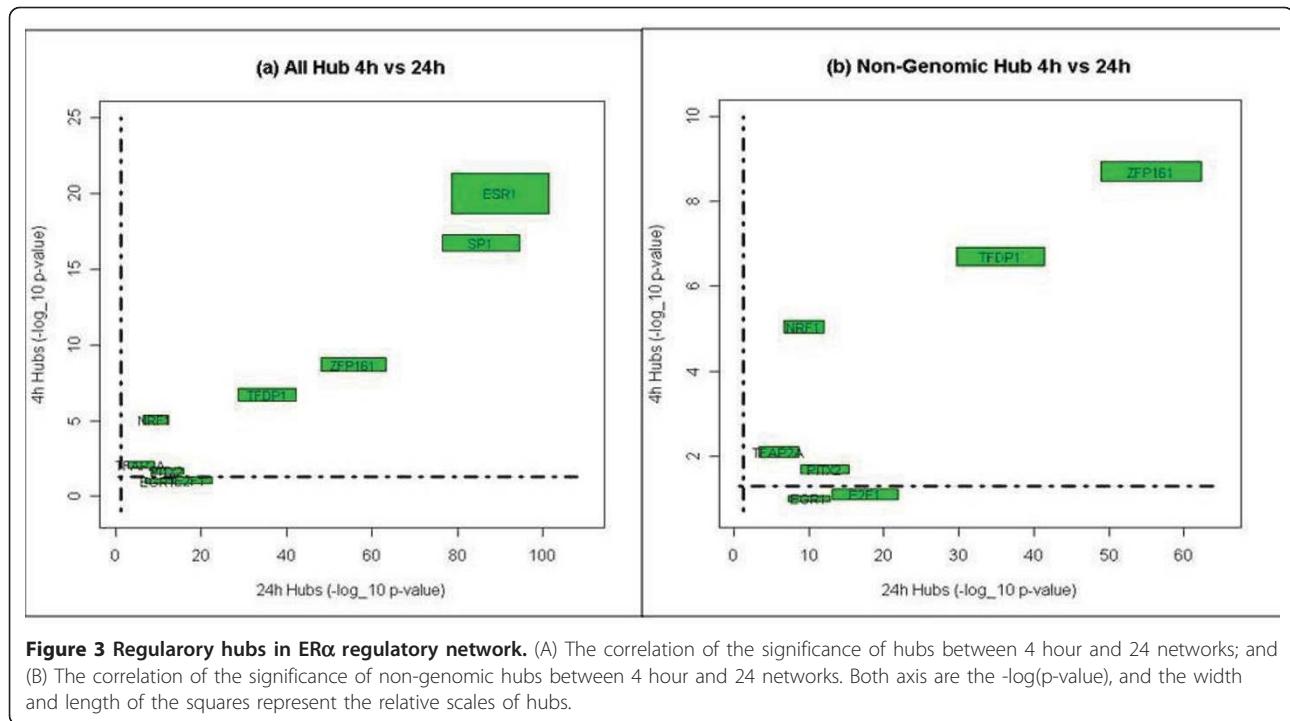 (a) All Hub 4h vs 24h
4h Hubs (-log_10 p-value)
25
20
15
10
5
0
ESR1
SP1
ZFP161
TFDP1
NRF1
0 20 40 60 80 100
24h Hubs (-log_10 p-value)
(b) Non-Genomic Hub 4h vs 24h
4h Hubs (-log_10 p-value)
10
8
6
4
2
ZFP161
TFDP1
NRF1
TFAP2A
PITX2
E2F1
EGR1
0 10 20 30 40 50 60
24h Hubs (-log_10 p-value)
Figure 3 Regularory hubs in ERα regulatory network. (A) The correlation of the significance of hubs between 4 hour and 24 networks; and
(B) The correlation of the significance of non-genomic hubs between 4 hour and 24 networks. Both axis are the -log(p-value), and the width
and length of the squares represent the relative scales of hubs.